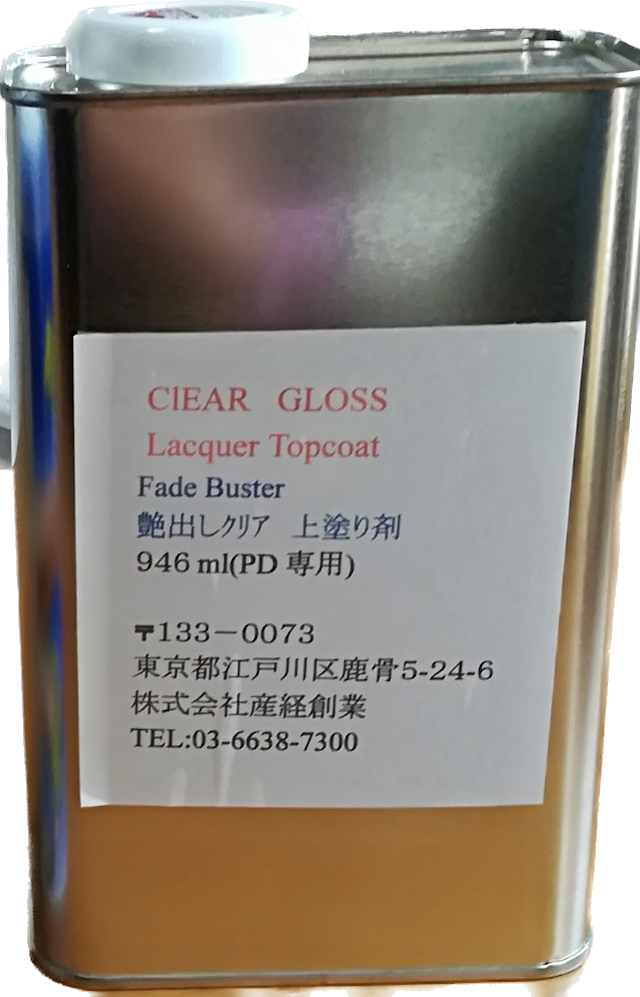 ClEAR GLOSS
Lacquer Topcoat
Fade Buster
艶出しクリア 上塗り剤
946 ml(PD 専用)
〒133-0073
東京都江戸川区鹿骨5-24-6
株式会社産経創業
TEL:03-6638-7300